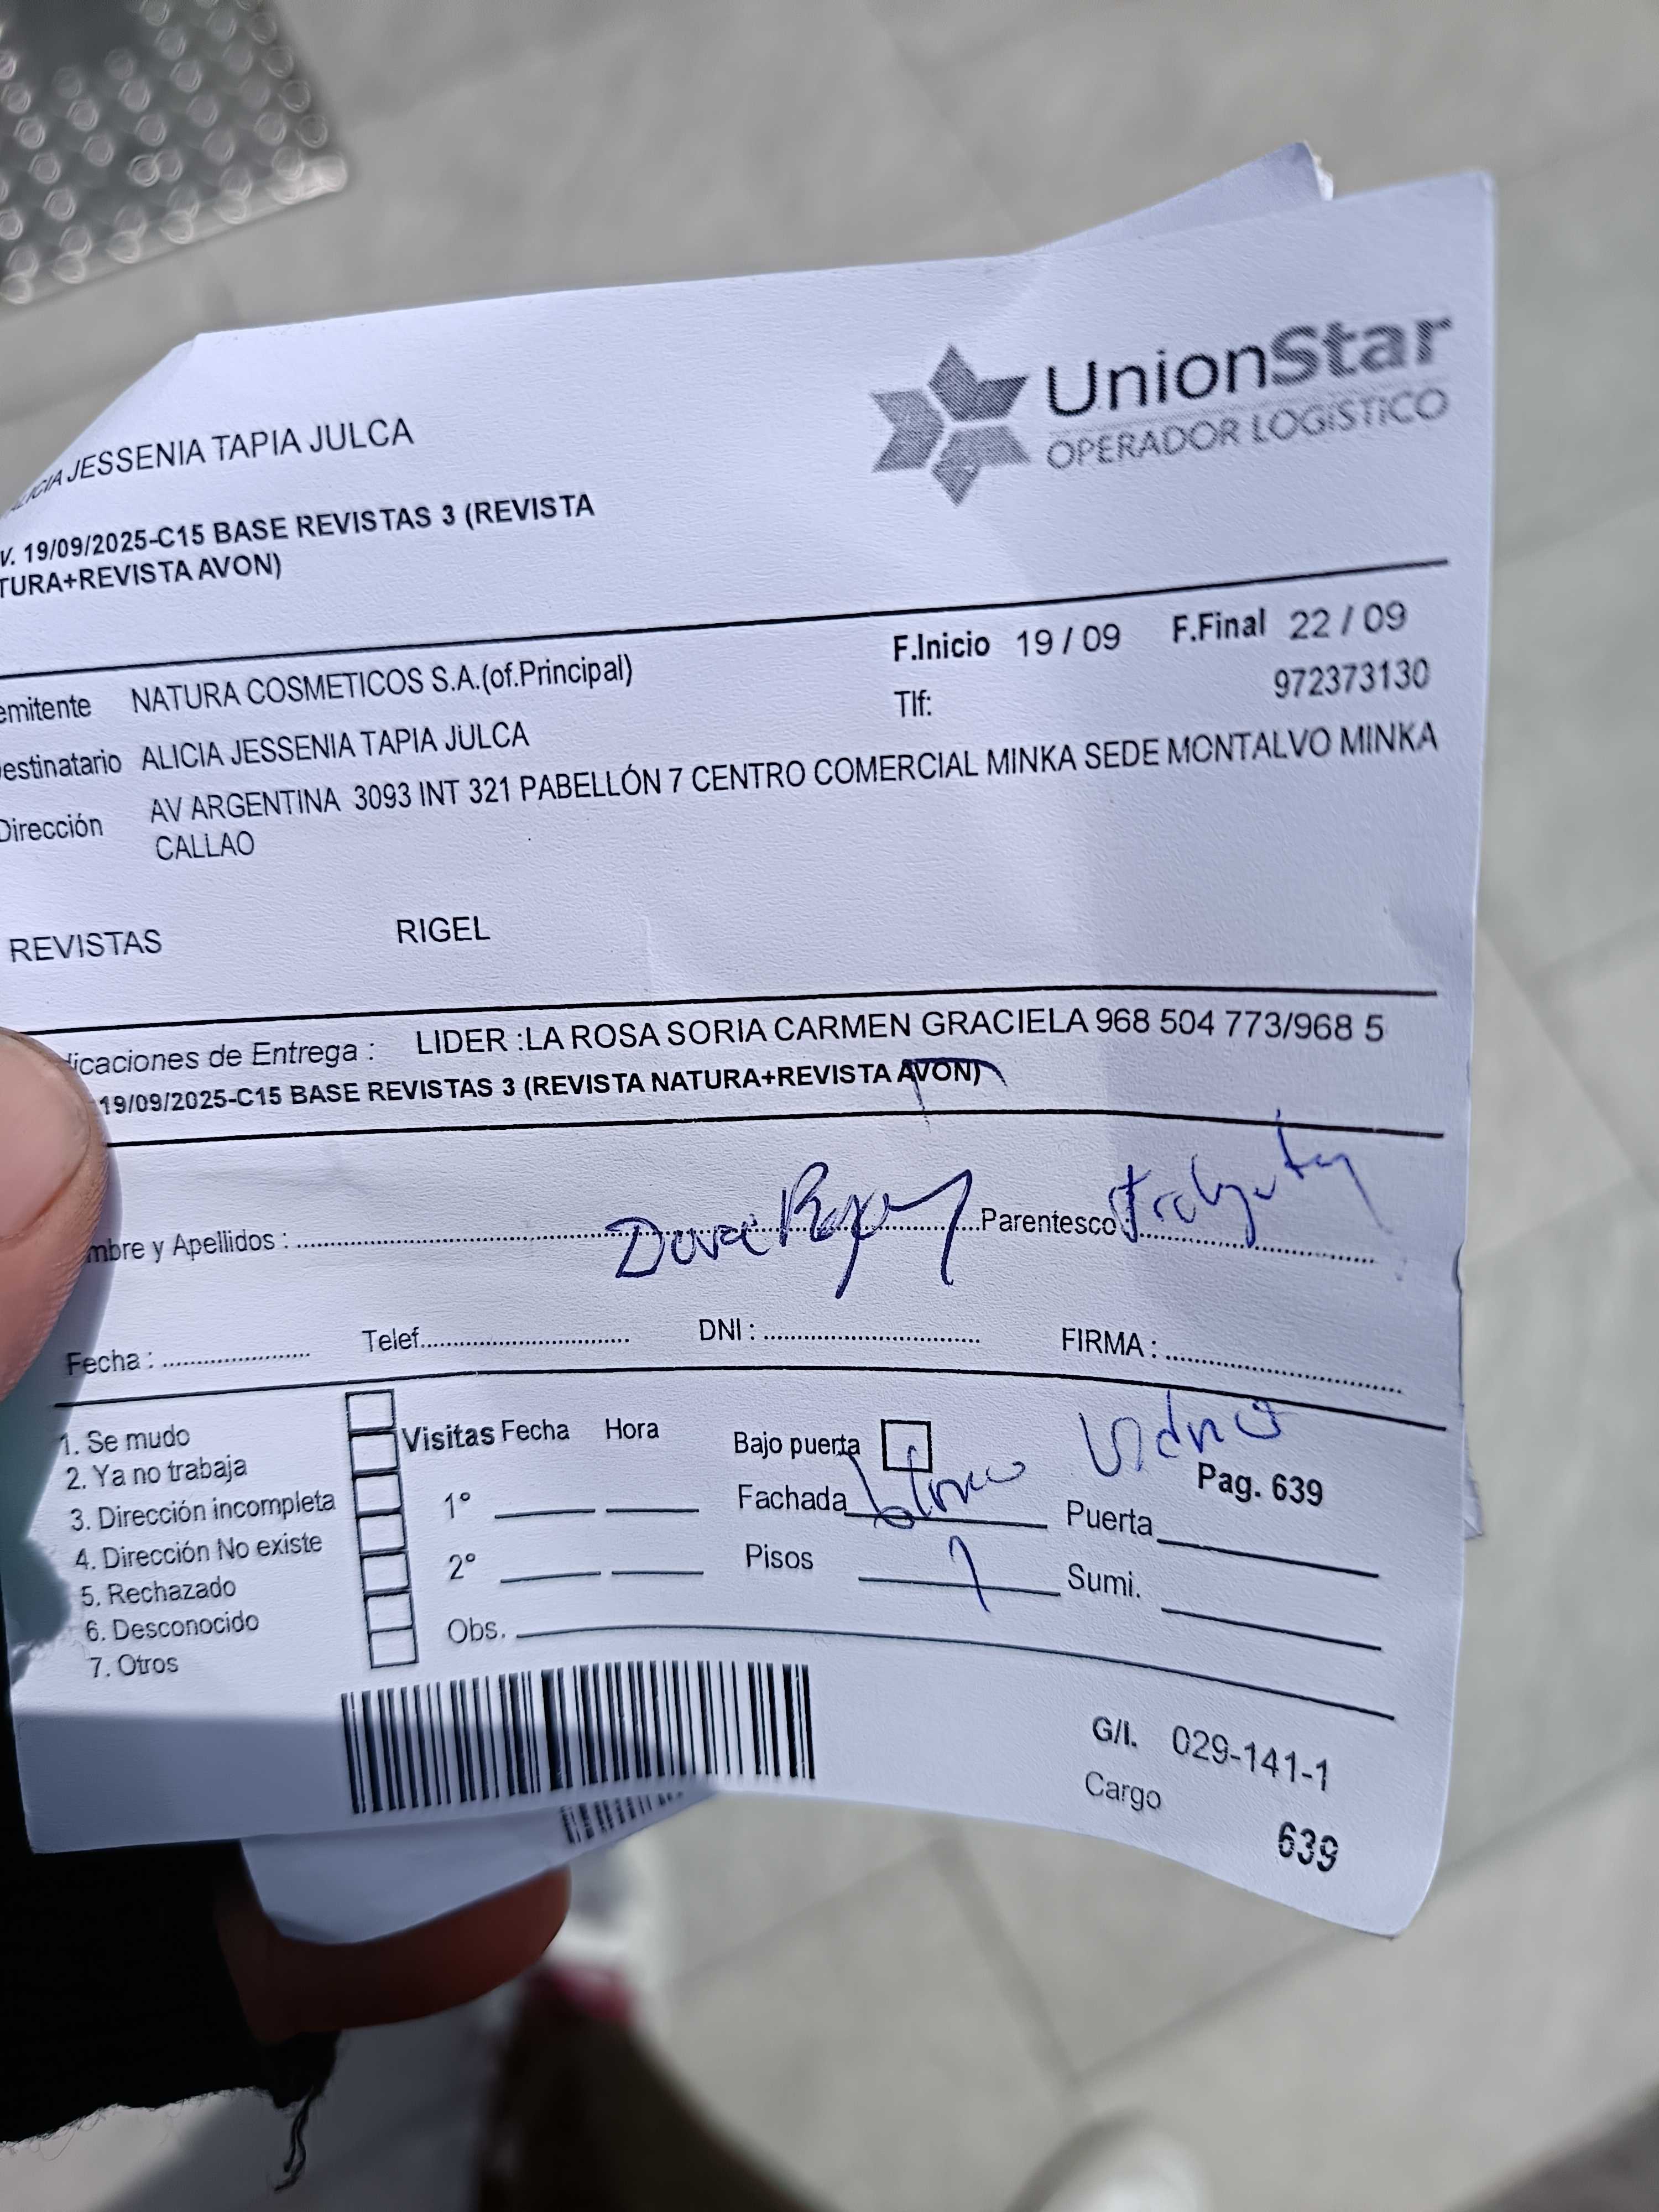 UnionStar
OPERADOR LOGÍSTICO
JESSENIA TAPIA JULCA
V. 19/09/2025-C15 BASE REVISTAS 3 (REVISTA
TURA+REVISTA AVON)
F.Inicio 19 / 09 F.Final 22 / 09
emitente NATURA COSMETICOS S.A.(of.Principal)
Tlf: 972373130
estinatario ALICIA JESSENIA TAPIA JULCA
Dirección AV ARGENTINA 3093 INT 321 PABELLÓN 7 CENTRO COMERCIAL MINKA SEDE MONTALVO MINKA
CALLAO
REVISTAS RIGEL
licaciones de Entrega : LIDER :LA ROSA SORIA CARMEN GRACIELA 968 504 773/968 5
19/09/2025-C15 BASE REVISTAS 3 (REVISTA NATURA+REVISTA AVON)
mbre y Apellidos : Parentesco :
Fecha : Telef. DNI : FIRMA :
1. Se mudo
2. Ya no trabaja
3. Dirección incompleta
4. Dirección No existe
5. Rechazado
6. Desconocido
7. Otros
Visitas Fecha Hora
1°
2°
Obs.
Bajo puerta
Fachada
Pisos 1
Pag. 639
Puerta
Sumi.
G/I. 029-141-1
Cargo
639